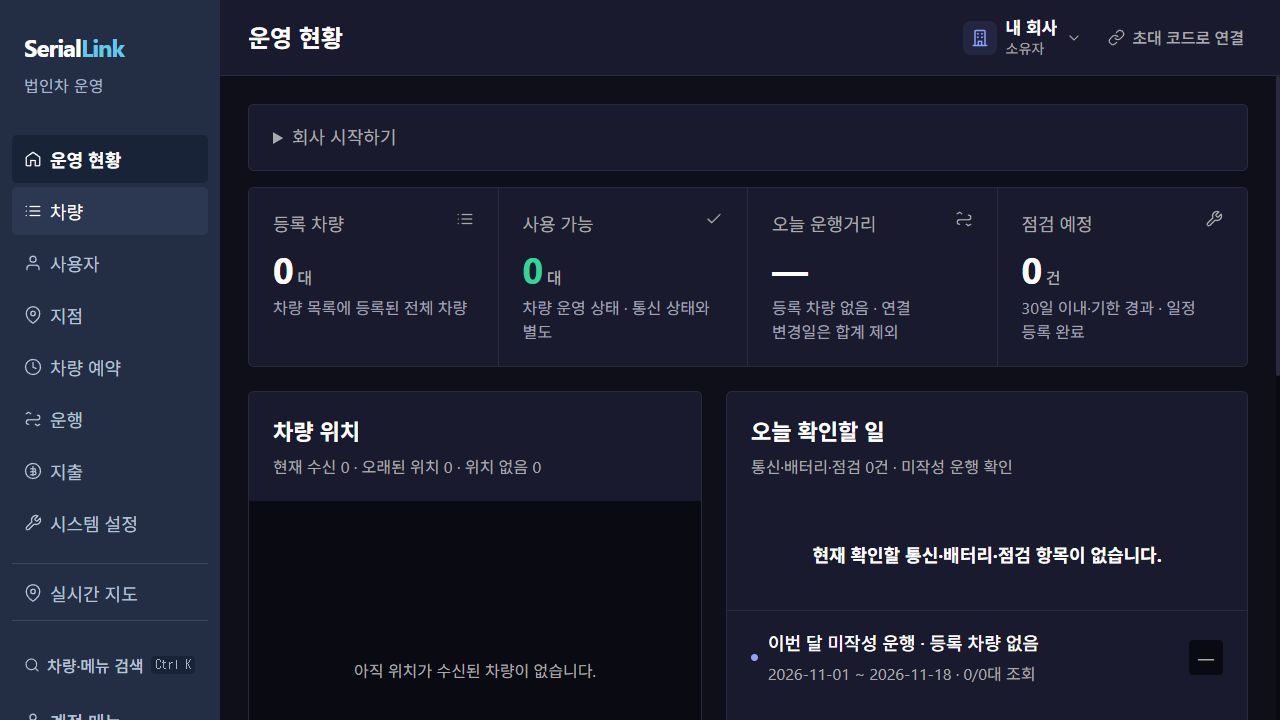 SerialLink
법인차 운영
운영 현황
차량
사용자
지점
차량 예약
운행
지출
시스템 설정
실시간 지도
차량·메뉴 검색 Ctrl K
계정 메뉴
운영 현황
내 회사
소유자
초대 코드로 연결
▶ 회사 시작하기
등록 차량
0 대
차량 목록에 등록된 전체 차량
사용 가능
0 대
차량 운영 상태 · 통신 상태와
별도
오늘 운행거리
—
등록 차량 없음 · 연결
변경일은 합계 제외
점검 예정
0 건
30일 이내·기한 경과 · 일정
등록 완료
차량 위치
현재 수신 0 · 오래된 위치 0 · 위치 없음 0
아직 위치가 수신된 차량이 없습니다.
오늘 확인할 일
통신·배터리·점검 0건 · 미작성 운행 확인
현재 확인할 통신·배터리·점검 항목이 없습니다.
이번 달 미작성 운행 · 등록 차량 없음
2026-11-01 ~ 2026-11-18 · 0/0대 조회
—